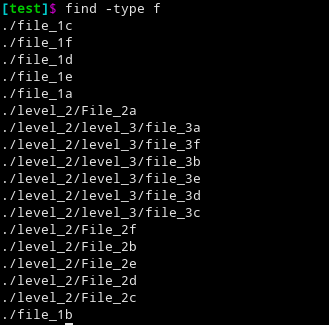 [test]$ find -type f
./file_1c
./file_1f
./file_1d
./file_1e
./file_1a
./level_2/File_2a
./level_2/level_3/file_3a
./level_2/level_3/file_3f
./level_2/level_3/file_3b
./level_2/level_3/file_3e
./level_2/level_3/file_3d
./level_2/level_3/file_3c
./level_2/File_2f
./level_2/File_2b
./level_2/File_2e
./level_2/File_2d
./level_2/File_2c
./file_1b